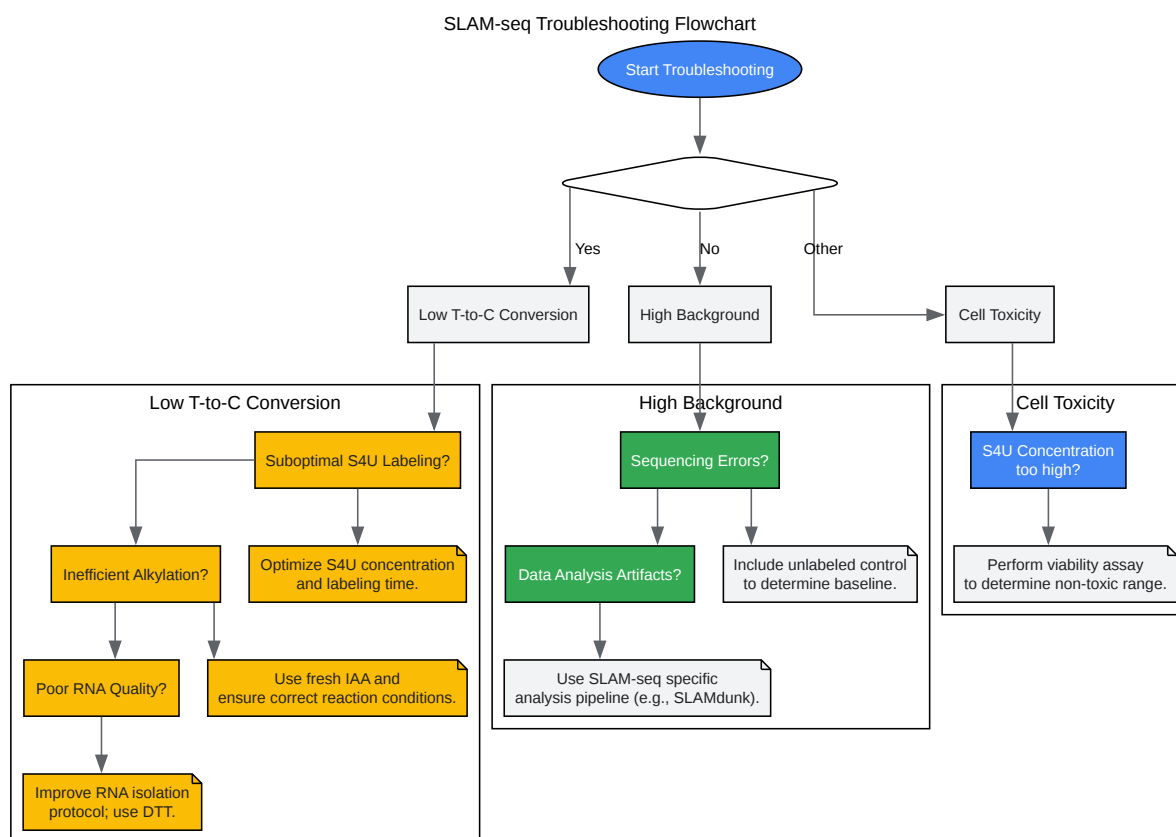 SLAM-seq Troubleshooting Flowchart
Start Troubleshooting
Yes
No
Other
Low T-to-C Conversion
High Background
Cell Toxicity
Low T-to-C Conversion
Suboptimal S4U Labeling?
Inefficient Alkylation?
Optimize S4U concentration
and labeling time.
Poor RNA Quality?
Use fresh IAA and
ensure correct reaction conditions.
Improve RNA isolation
protocol; use DTT.
High Background
Sequencing Errors?
Data Analysis Artifacts?
Include unlabeled control
to determine baseline.
Use SLAM-seq specific
analysis pipeline (e.g., SLAMdunk).
Cell Toxicity
S4U Concentration
too high?
Perform viability assay
to determine non-toxic range.